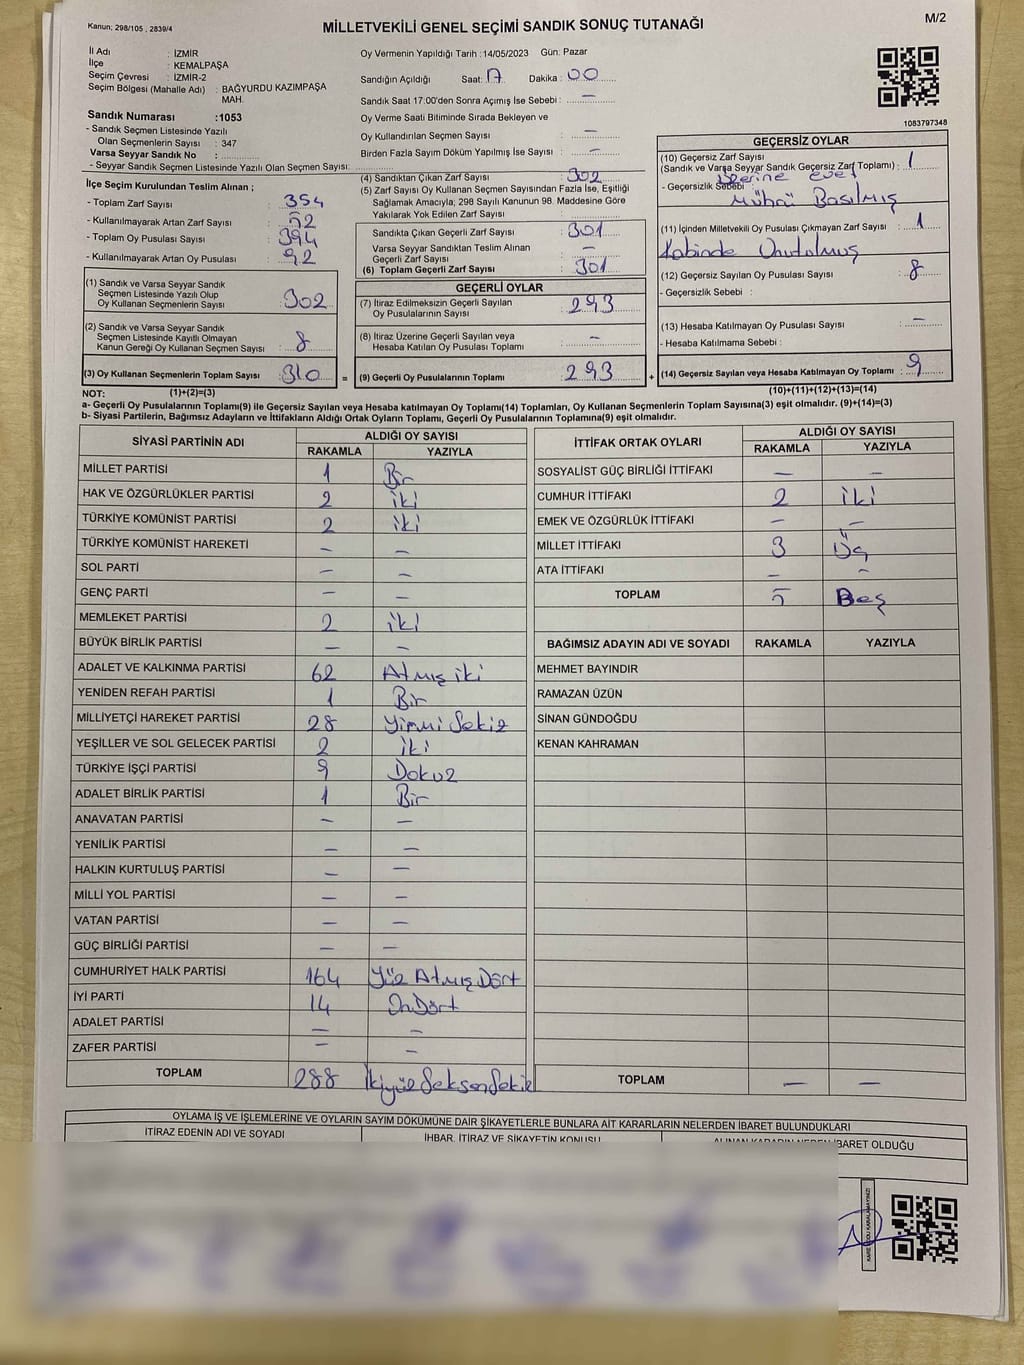 Kanun; 298/105 , 2839/4
MİLLETVEKİLİ GENEL SEÇİMİ SANDIK SONUÇ TUTANAĞI
M/2
İl Adı : İZMİR
İlçe : KEMALPAŞA
Seçim Çevresi : İZMİR-2
Seçim Bölgesi (Mahalle Adı) : BAĞYURDU KAZIMPAŞA
MAH.
Sandık Numarası :1053
- Sandık Seçmen Listesinde Yazılı
Olan Seçmenlerin Sayısı : 347
Varsa Seyyar Sandık No :
- Seyyar Sandık Seçmen Listesinde Yazılı Olan Seçmen Sayısı:
Oy Vermenin Yapıldığı Tarih :14/05/2023 Gün: Pazar
Sandığın Açıldığı Saat: 17 Dakika : 00
Sandık Saat 17:00'den Sonra Açımış İse Sebebi : —
Oy Verme Saati Bitiminde Sırada Bekleyen ve
Oy Kullandırılan Seçmen Sayısı : —
Birden Fazla Sayım Döküm Yapılmış İse Sayısı : —
1083797348
İlçe Seçim Kurulundan Teslim Alınan ;
- Toplam Zarf Sayısı : 354
- Kullanılmayarak Artan Zarf Sayısı : 52
- Toplam Oy Pusulası Sayısı : 394
- Kullanılmayarak Artan Oy Pusulası : 92
(1) Sandık ve Varsa Seyyar Sandık
Seçmen Listesinde Yazılı Olup
Oy Kullanan Seçmenlerin Sayısı : 302
(2) Sandık ve Varsa Seyyar Sandık
Seçmen Listesinde Kayıtlı Olmayan
Kanun Gereği Oy Kullanan Seçmen Sayısı : 8
(3) Oy Kullanan Seçmenlerin Toplam Sayısı : 310 =
(1)+(2)=(3)
(4) Sandıktan Çıkan Zarf Sayısı : 302
(5) Zarf Sayısı Oy Kullanan Seçmen Sayısından Fazla İse, Eşitliği
Sağlamak Amacıyla; 298 Sayılı Kanunun 98. Maddesine Göre
Yakılarak Yok Edilen Zarf Sayısı :
Sandıkta Çıkan Geçerli Zarf Sayısı : 301
Varsa Seyyar Sandıktan Teslim Alınan
Geçerli Zarf Sayısı : —
(6) Toplam Geçerli Zarf Sayısı : 301
GEÇERLİ OYLAR
(7) İtiraz Edilmeksizin Geçerli Sayılan
Oy Pusulalarının Sayısı : 293
(8) İtiraz Üzerine Geçerli Sayılan veya
Hesaba Katılan Oy Pusulası Toplamı : —
(9) Geçerli Oy Pusulalarının Toplamı : 293 +
GEÇERSİZ OYLAR
(10) Geçersiz Zarf Sayısı
(Sandık ve Varsa Seyyar Sandık Geçersiz Zarf Toplamı) : 1
- Geçersizlik Sebebi : üzerine evet
Mührü Basılmış
(11) İçinden Milletvekili Oy Pusulası Çıkmayan Zarf Sayısı : 1
Kabinde Unutulmuş
(12) Geçersiz Sayılan Oy Pusulası Sayısı : 8
- Geçersizlik Sebebi :
(13) Hesaba Katılmayan Oy Pusulası Sayısı : —
- Hesaba Katılmama Sebebi :
(14) Geçersiz Sayılan veya Hesaba Katılmayan Oy Toplamı : 9
(10)+(11)+(12)+(13)=(14)
NOT:
a- Geçerli Oy Pusulalarının Toplamı(9) ile Geçersiz Sayılan veya Hesaba katılmayan Oy Toplamı(14) Toplamları, Oy Kullanan Seçmenlerin Toplam Sayısına(3) eşit olmalıdır. (9)+(14)=(3)
b- Siyasi Partilerin, Bağımsız Adayların ve İttifakların Aldığı Ortak Oyların Toplamı, Geçerli Oy Pusulalarının Toplamına(9) eşit olmalıdır.
SİYASİ PARTİNİN ADI ALDIĞI OY SAYISI
RAKAMLA YAZIYLA
MİLLET PARTİSİ 1 Bir
HAK VE ÖZGÜRLÜKLER PARTİSİ 2 iki
TÜRKİYE KOMÜNİST PARTİSİ 2 iki
TÜRKİYE KOMÜNİST HAREKETİ — —
SOL PARTİ — —
GENÇ PARTİ — —
MEMLEKET PARTİSİ 2 iki
BÜYÜK BİRLİK PARTİSİ — —
ADALET VE KALKINMA PARTİSİ 62 Atmış iki
YENİDEN REFAH PARTİSİ 1 Bir
MİLLİYETÇİ HAREKET PARTİSİ 28 Yirmi Sekiz
YEŞİLLER VE SOL GELECEK PARTİSİ 2 iki
TÜRKİYE İŞÇİ PARTİSİ 9 Dokuz
ADALET BİRLİK PARTİSİ 1 Bir
ANAVATAN PARTİSİ — —
YENİLİK PARTİSİ — —
HALKIN KURTULUŞ PARTİSİ — —
MİLLİ YOL PARTİSİ — —
VATAN PARTİSİ — —
GÜÇ BİRLİĞİ PARTİSİ — —
CUMHURİYET HALK PARTİSİ 164 Yüz Atmış Dört
İYİ PARTİ 14 OnDört
ADALET PARTİSİ — —
ZAFER PARTİSİ — —
TOPLAM 288 İkiyüz Seksen Sekiz
İTTİFAK ORTAK OYLARI ALDIĞI OY SAYISI
RAKAMLA YAZIYLA
SOSYALİST GÜÇ BİRLİĞİ İTTİFAKI — —
CUMHUR İTTİFAKI 2 iki
EMEK VE ÖZGÜRLÜK İTTİFAKI — —
MİLLET İTTİFAKI 3 Üç
ATA İTTİFAKI — —
TOPLAM 5 Beş
BAĞIMSIZ ADAYIN ADI VE SOYADI RAKAMLA YAZIYLA
MEHMET BAYINDIR
RAMAZAN ÜZÜN
SİNAN GÜNDOĞDU
KENAN KAHRAMAN
TOPLAM — —
OYLAMA İŞ VE İŞLEMLERİNE VE OYLARIN SAYIM DÖKÜMÜNE DAİR ŞİKAYETLERLE BUNLARA AİT KARARLARIN NELERDEN İBARET BULUNDUKLARI
İTİRAZ EDENİN ADI VE SOYADI İHBAR, İTİRAZ VE ŞİKAYETİN KONUSU ALINAN KARARIN NEDEN İBARET OLDUĞU